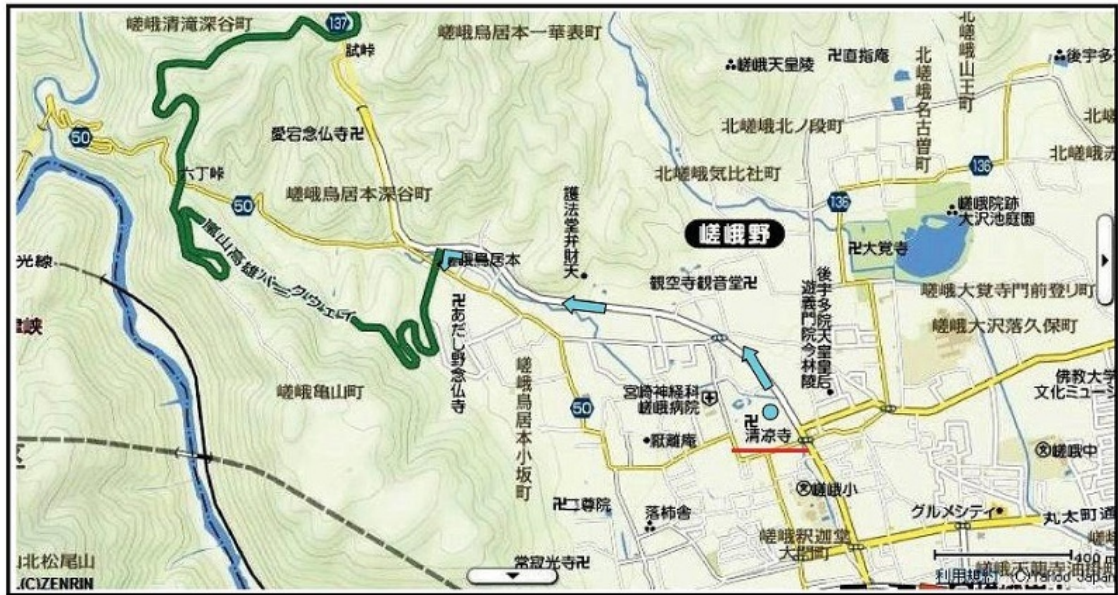 嵯峨清滝深谷町
137
試峠
嵯峨鳥居本一華表町
嵯峨天皇陵
卍直指庵
北嵯峨名古曽町
北嵯峨山王町
後宇多
50
愛宕念仏寺卍
北嵯峨北ノ段町
北嵯峨
六丁峠
嵯峨鳥居本深谷町
北嵯峨気比社町
136
136
50
護法堂弁財天
嵯峨野
嵯峨院跡
大沢池庭園
卍大覚寺
嵐山高雄パークウェイ
光線
嵯峨鳥居本
観空寺観音堂卍
後宇多院天皇皇后
遊義門院今林陵
嵯峨大覚寺門前登リ町
嵯峨大沢落久保町
卍あだし野念仏寺
嵯峨亀山町
嵯峨鳥居本小坂町
50
宮崎神経科
嵯峨病院
佛教大学
文化ミュー
卍
清凉寺
厭離庵
嵯峨中
区
嵯峨小
卍二尊院
落柿舎
グルメシティ
丸太町通
嵯峨釈迦堂
大門町
常寂光寺卍
北松尾山
400 m
(C)ZENRIN
利用規約
(C)Yahoo Japan